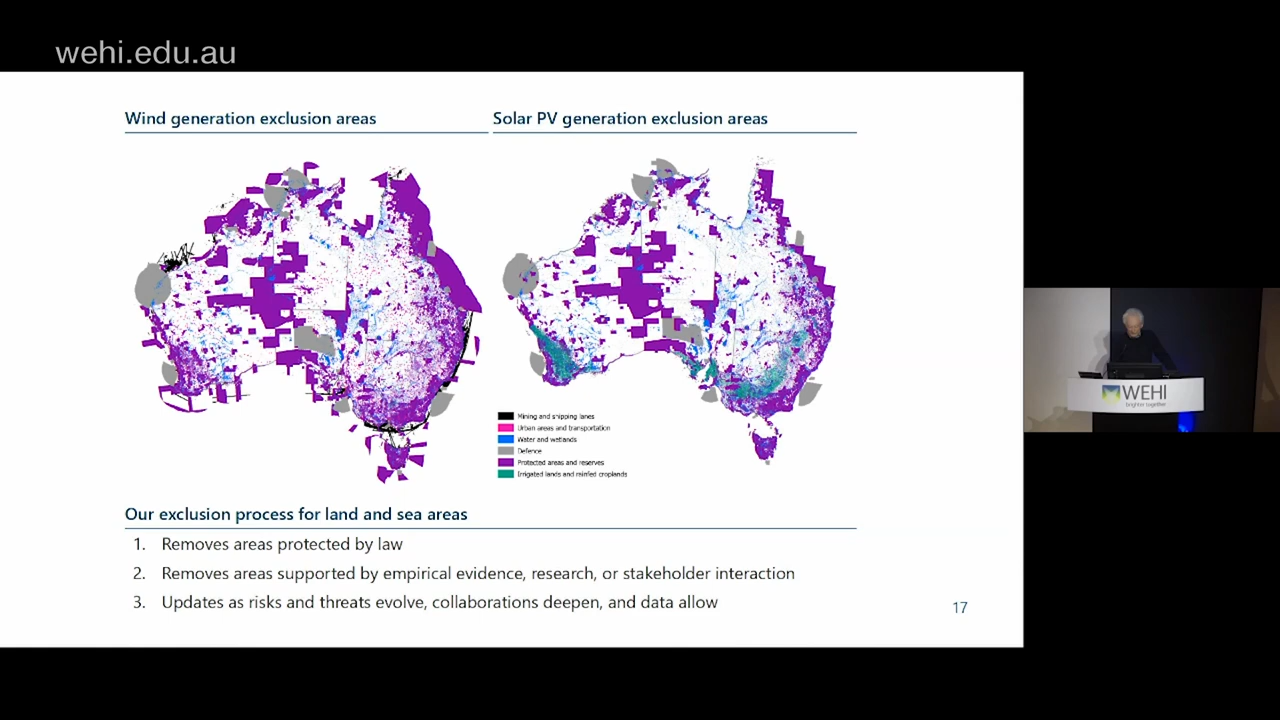 wehi.edu.au
Wind generation exclusion areas
Solar PV generation exclusion areas
Mining and shipping lanes
Urban areas and transportation
Water and wetlands
Defence
Protected areas and reserves
Irrigated lands and rainfed croplands
Our exclusion process for land and sea areas
1. Removes areas protected by law
2. Removes areas supported by empirical evidence, research, or stakeholder interaction
3. Updates as risks and threats evolve, collaborations deepen, and data allow
17
WEHI
brighter together